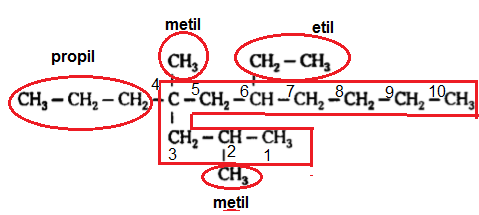 metil etil
propil
CH₃ CH₂ – CH₃
4 5 6 7 8 9 10
CH₃ – CH₂ – CH₂ – C – CH₂ – CH – CH₂ – CH₂ – CH₂ – CH₃
CH₂ – CH – CH₃
3 2 1
CH₃
metil